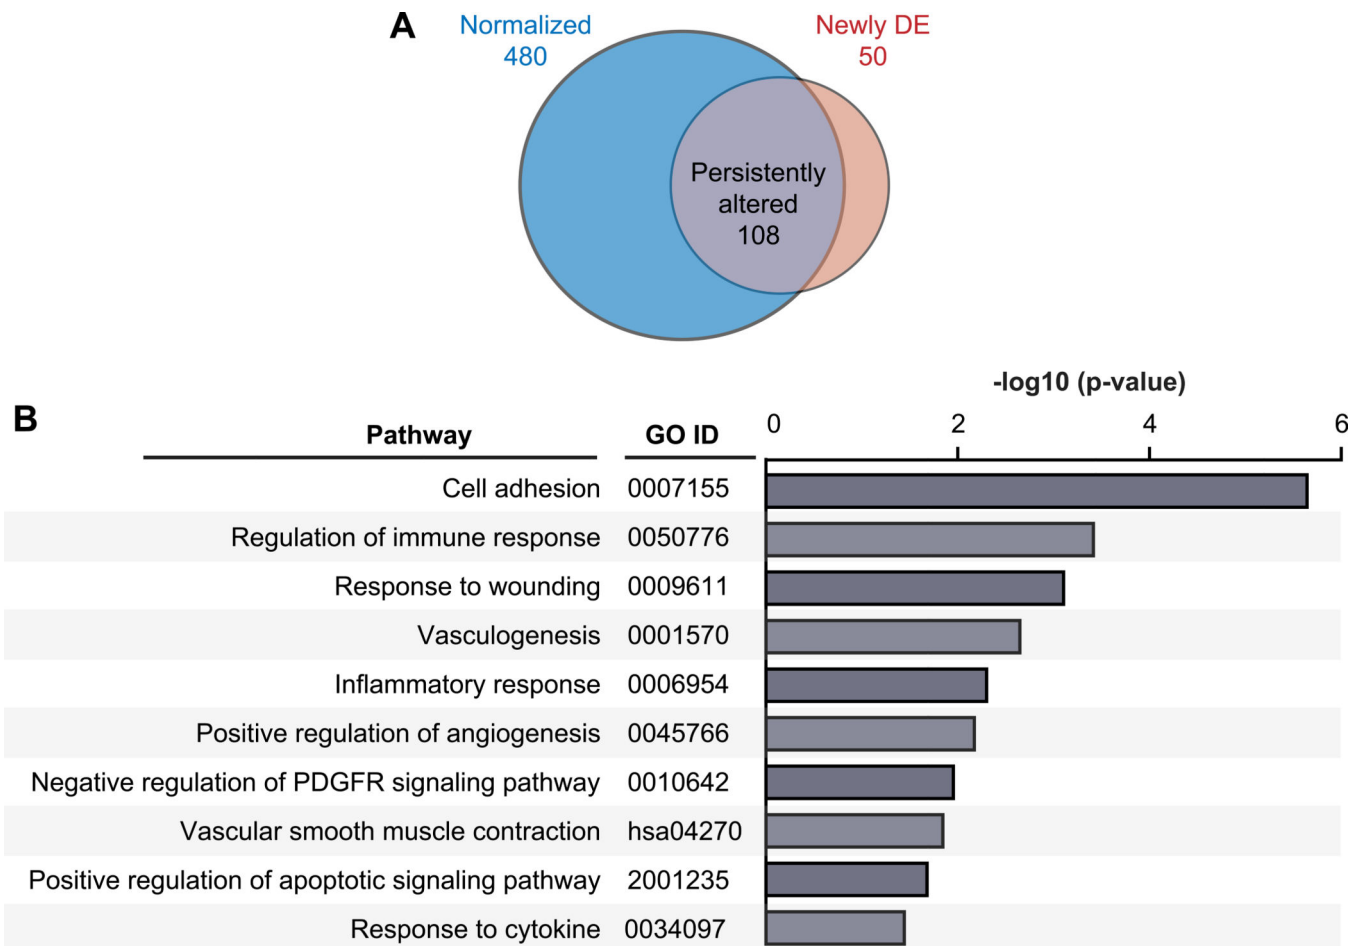 A
Normalized
480
Newly DE
50
Persistently
altered
108
B
-log10 (p-value)
Pathway GO ID 0 2 4 6
Cell adhesion 0007155
Regulation of immune response 0050776
Response to wounding 0009611
Vasculogenesis 0001570
Inflammatory response 0006954
Positive regulation of angiogenesis 0045766
Negative regulation of PDGFR signaling pathway 0010642
Vascular smooth muscle contraction hsa04270
Positive regulation of apoptotic signaling pathway 2001235
Response to cytokine 0034097